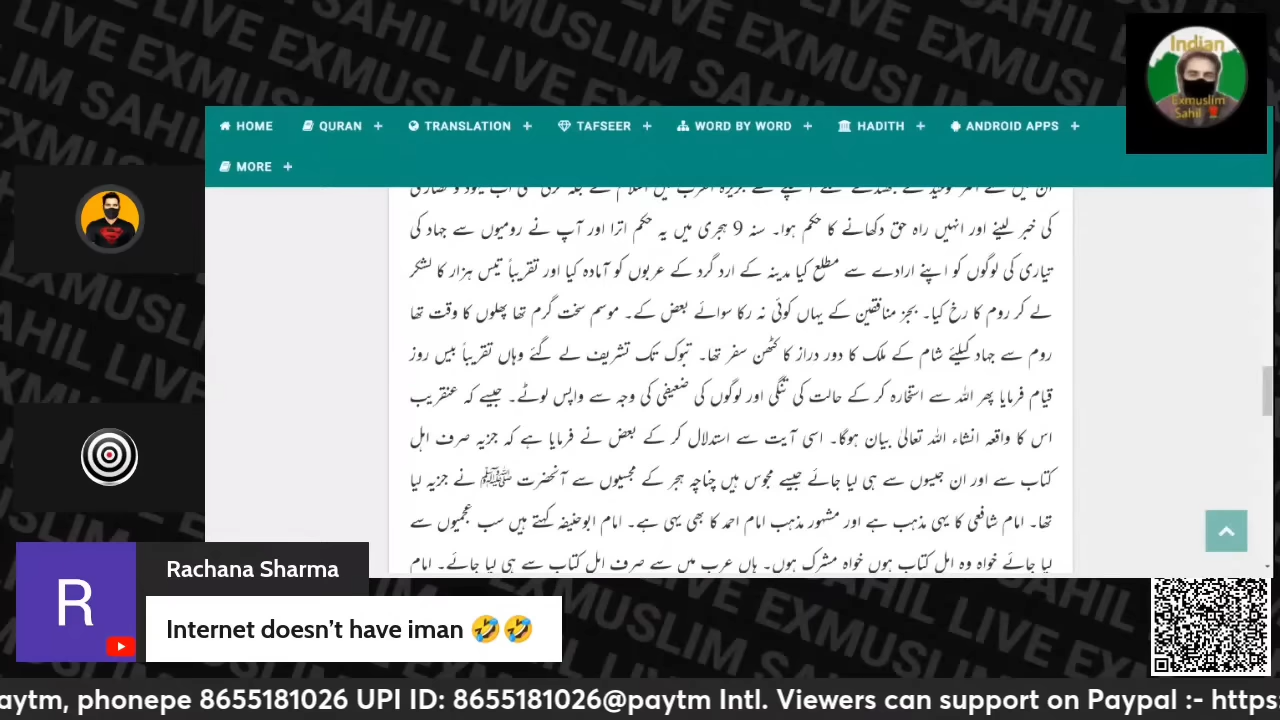 LIVE EXMUSLIM SAHIL LIVE EXMUSLIM SAHIL LIVE EXMUSLIM SAHIL
Indian
Exmuslim
Sahil
HOME QURAN + TRANSLATION + TAFSEER + WORD BY WORD + HADITH + ANDROID APPS +
MORE +
کی خبر لینے اور انہیں راہ حق دکھانے کا حکم ہوا۔ سنہ 9 ہجری میں یہ حکم اترا اور آپ نے رومیوں سے جہاد کی
تیاری کی لوگوں کو اپنے ارادے سے مطلع کیا مدینہ کے ارد گرد کے عربوں کو آمادہ کیا اور تقریباً تیس ہزار کا لشکر
لے کر روم کا رخ کیا۔ بجز منافقین کے یہاں کوئی نہ رکا سوائے بعض کے۔ موسم سخت گرم تھا پھلوں کا وقت تھا
روم سے جہاد کیلئے شام کے ملک کا دور دراز کا کٹھن سفر تھا۔ تبوک تک تشریف لے گئے وہاں تقریباً بیس روز
قیام فرمایا پھر اللہ سے استخارہ کر کے حالت کی تنگی اور لوگوں کی ضعیفی کی وجہ سے واپس لوٹے۔ جیسے کہ عنقریب
اس کا واقعہ انشاء اللہ تعالیٰ بیان ہوگا۔ اسی آیت سے استدلال کر کے بعض نے فرمایا ہے کہ جزیہ صرف اہل
کتاب سے اور ان جیسوں سے ہی لیا جائے جیسے مجوس ہیں چناچہ ہجر کے مجسیوں سے آنحضرت ﷺ نے جزیہ لیا
تھا۔ امام شافعی کا یہی مذہب ہے اور مشہور مذہب امام احمد کا بھی یہی ہے۔ امام ابوحنیفہ کہتے ہیں سب عجمیوں سے
لیا جائے خواہ وہ اہل کتاب ہوں خواہ مشرک ہوں۔ ہاں عرب میں سے صرف اہل کتاب سے ہی لیا جائے۔ امام
R
Rachana Sharma
Internet doesn't have iman 🤣🤣
aytm, phonepe 8655181026 UPI ID: 8655181026@paytm Intl. Viewers can support on Paypal :- https: